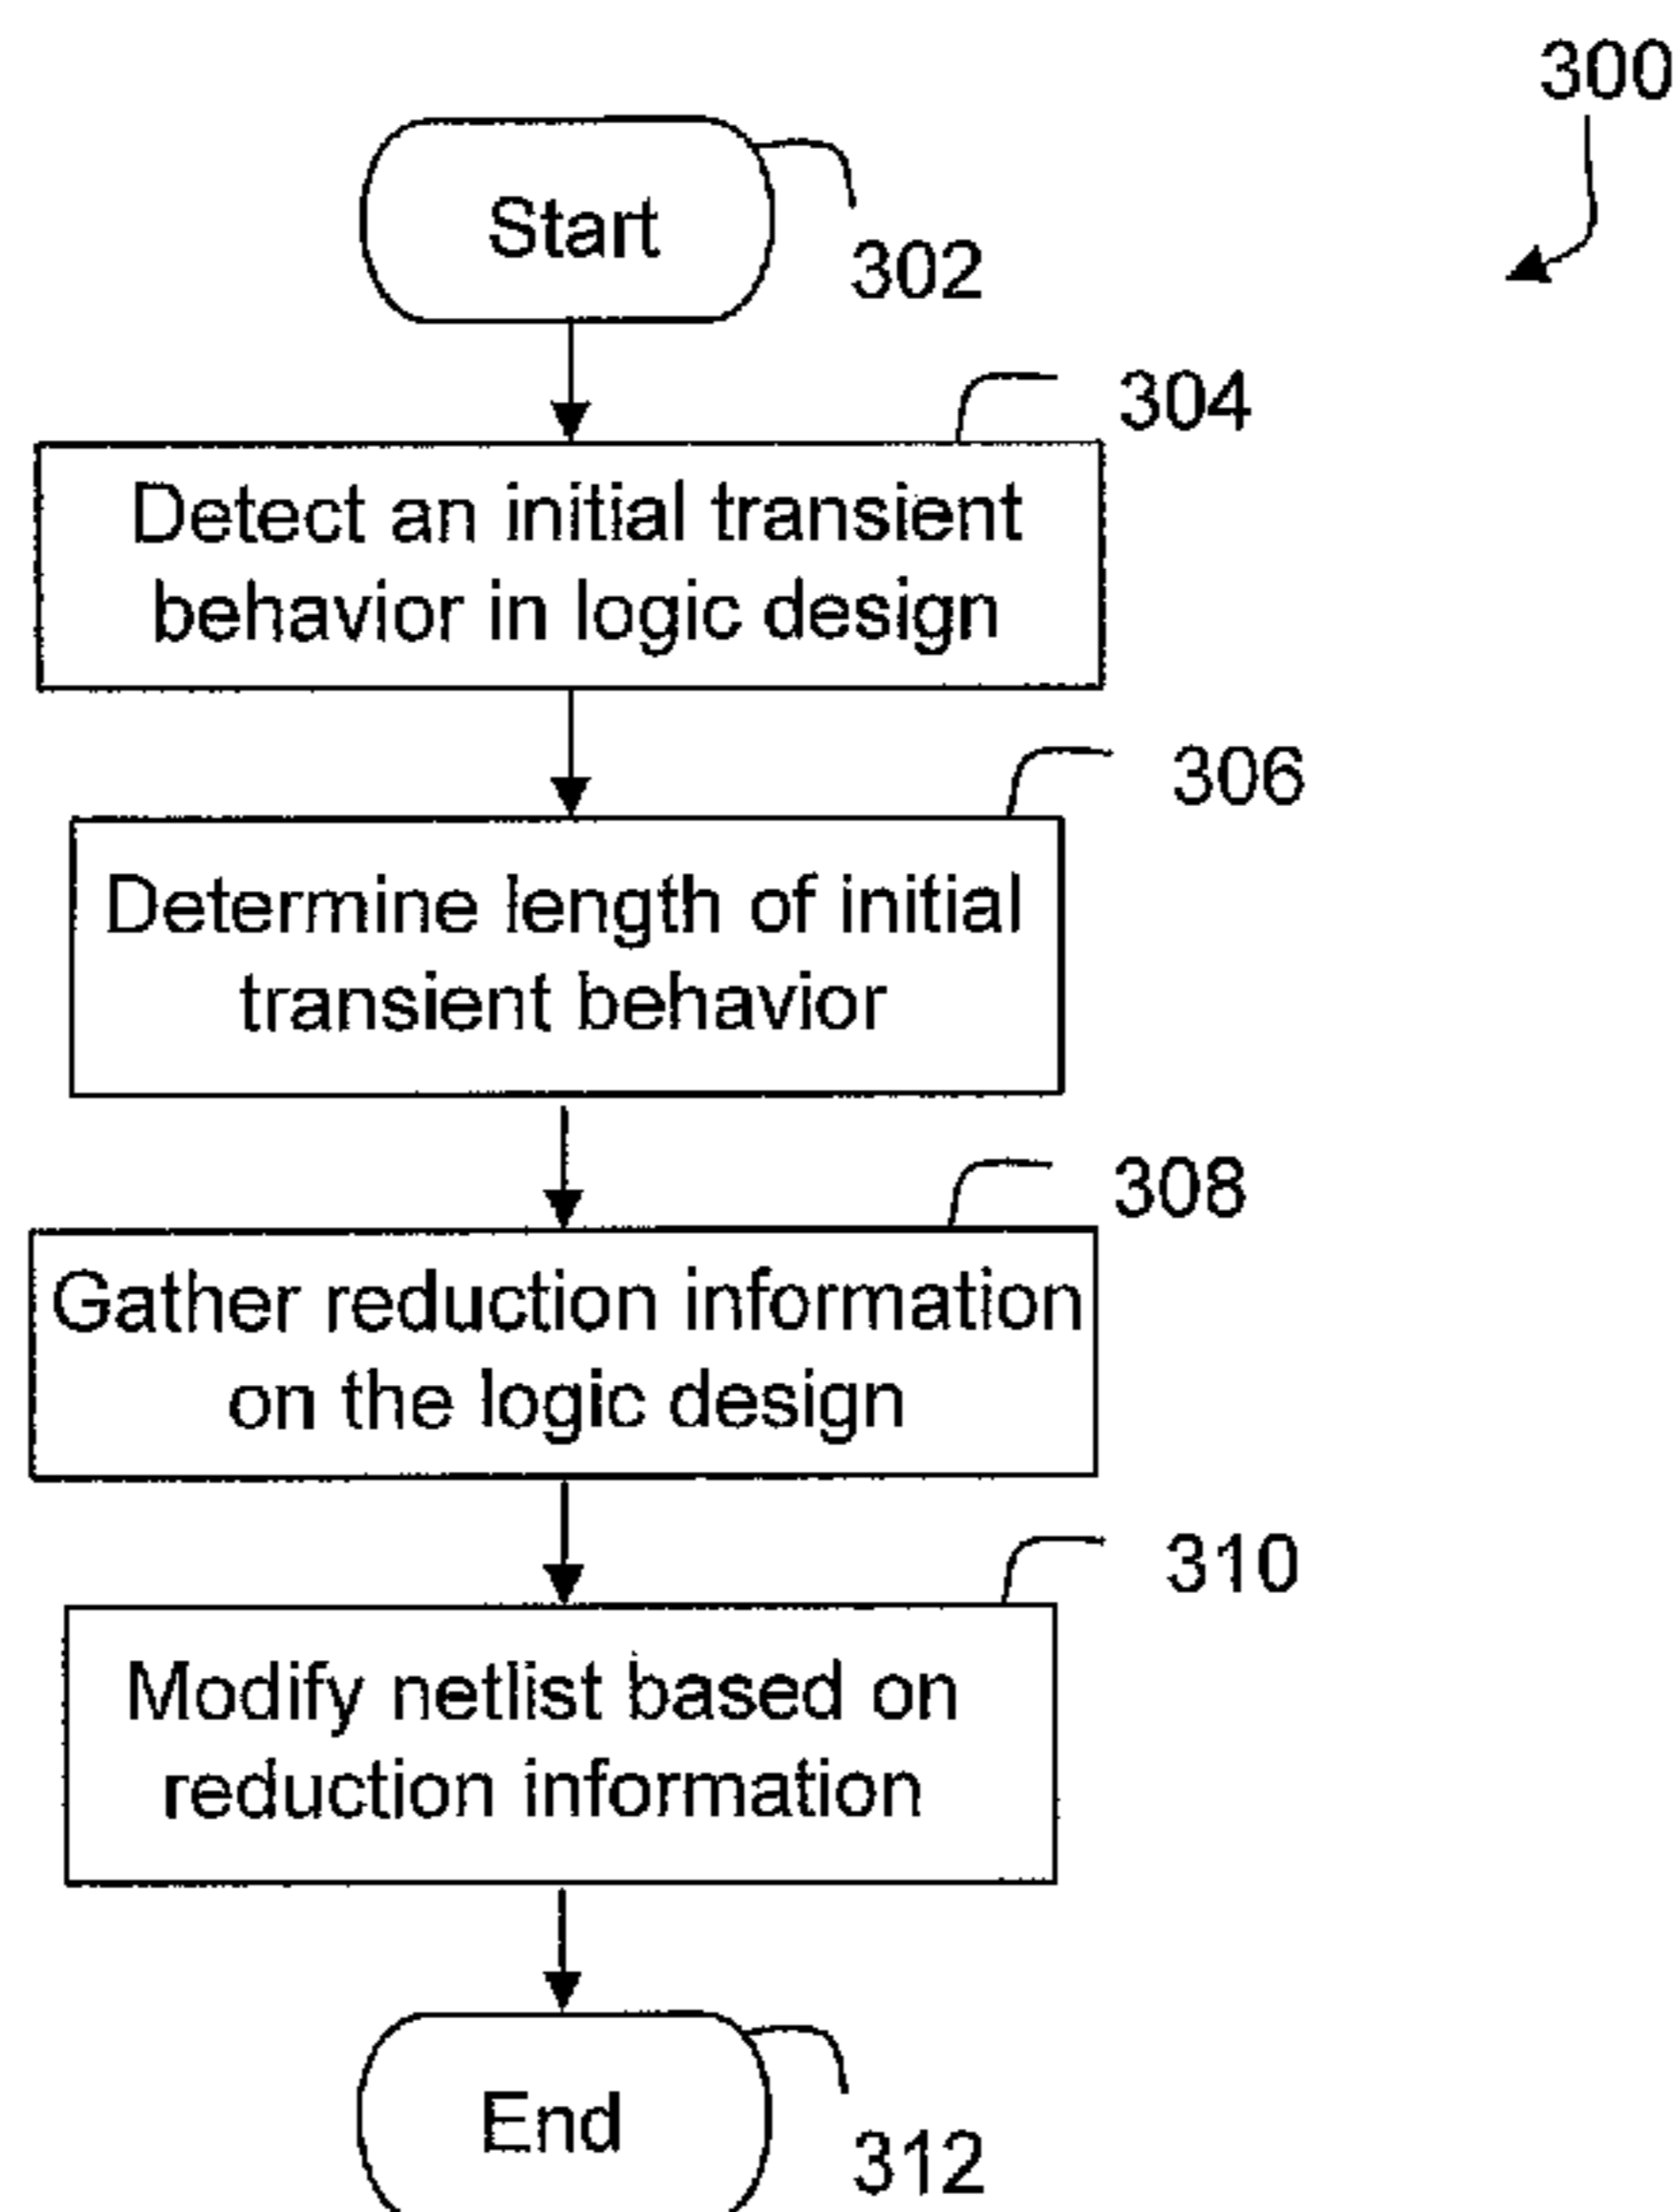 300
Start
302
304
Detect an initial transient
behavior in logic design
306
Determine length of initial
transient behavior
308
Gather reduction information
on the logic design
310
Modify netlist based on
reduction information
End
312